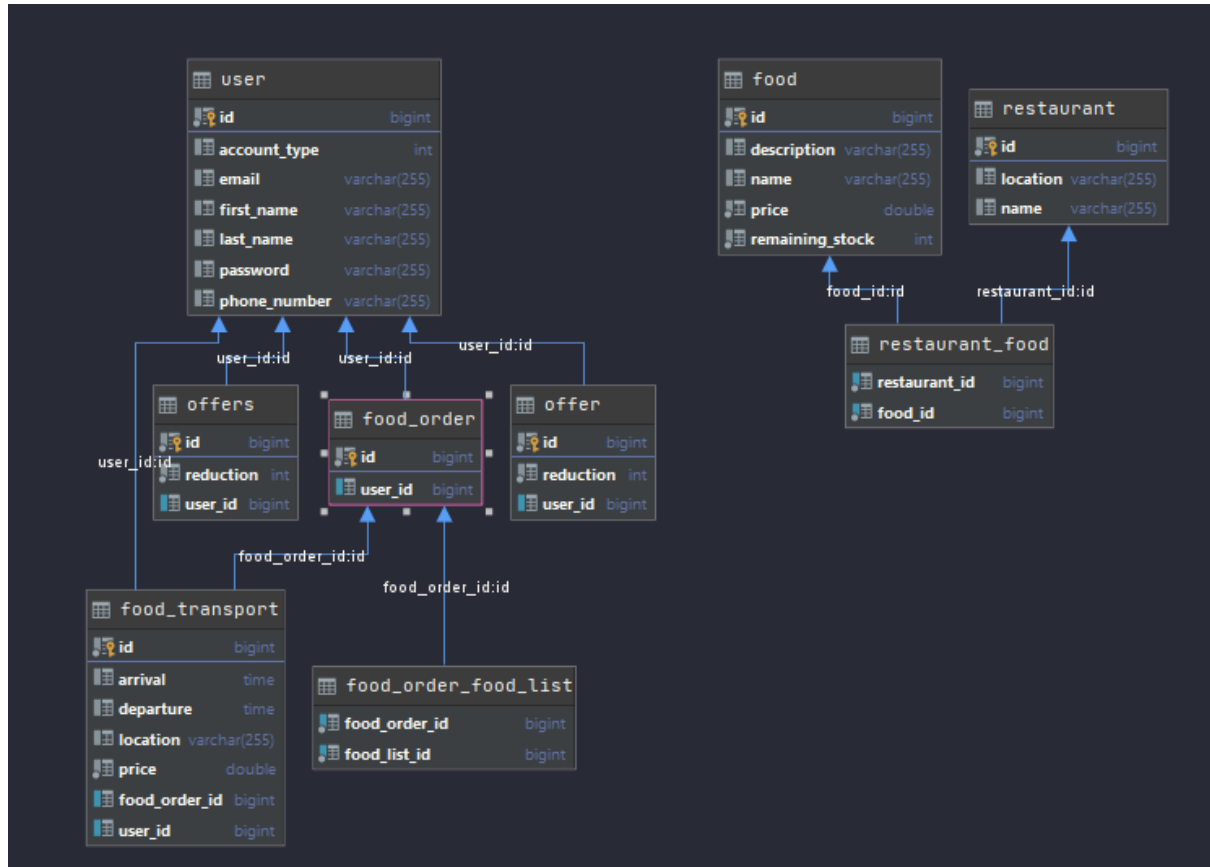 user
id bigint
account_type int
email varchar(255)
first_name varchar(255)
last_name varchar(255)
password varchar(255)
phone_number varchar(255)
food
id bigint
description varchar(255)
name varchar(255)
price double
remaining_stock int
restaurant
id bigint
location varchar(255)
name varchar(255)
food_id:id
restaurant_id:id
restaurant_food
restaurant_id bigint
food_id bigint
user_id:id
user_id:id
user_id:id
user_id:id
offers
id bigint
reduction int
user_id bigint
food_order
id bigint
user_id bigint
offer
id bigint
reduction int
user_id bigint
food_order_id:id
food_order_id:id
food_transport
id bigint
arrival time
departure time
location varchar(255)
price double
food_order_id bigint
user_id bigint
food_order_food_list
food_order_id bigint
food_list_id bigint